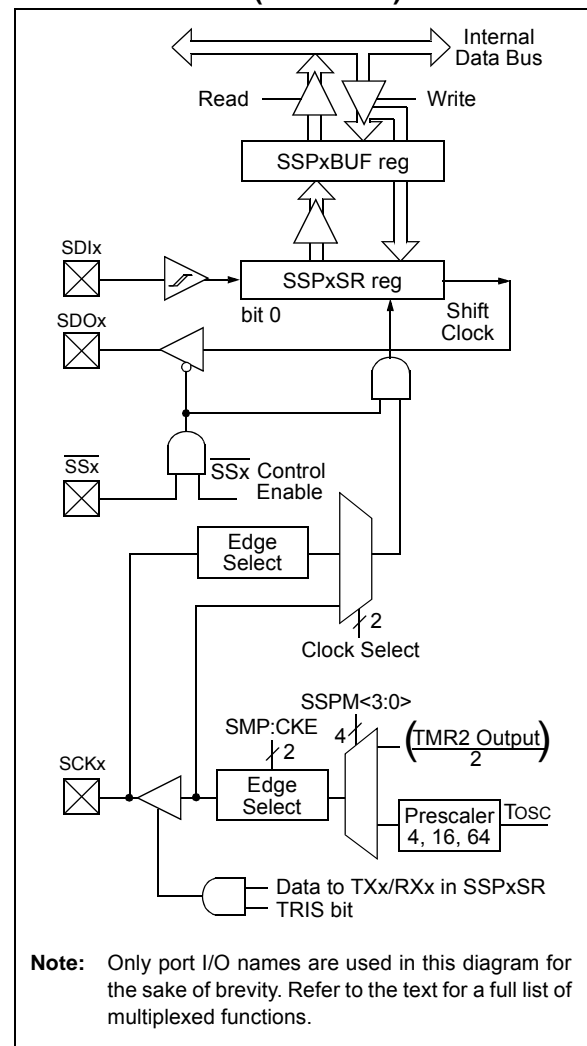 Internal
Data Bus
Read
Write
SSPxBUF reg
SDIx
SSPxSR reg
bit 0
Shift
Clock
SDOx
SSx
SSx Control
Enable
Edge
Select
2
Clock Select
SSPM<3:0>
SMP:CKE
4
2
(TMR2 Output)
2
SCKx
Edge
Select
Prescaler
4, 16, 64
TOSC
Data to TXx/RXx in SSPxSR
TRIS bit
Note: Only port I/O names are used in this diagram for
the sake of brevity. Refer to the text for a full list of
multiplexed functions.